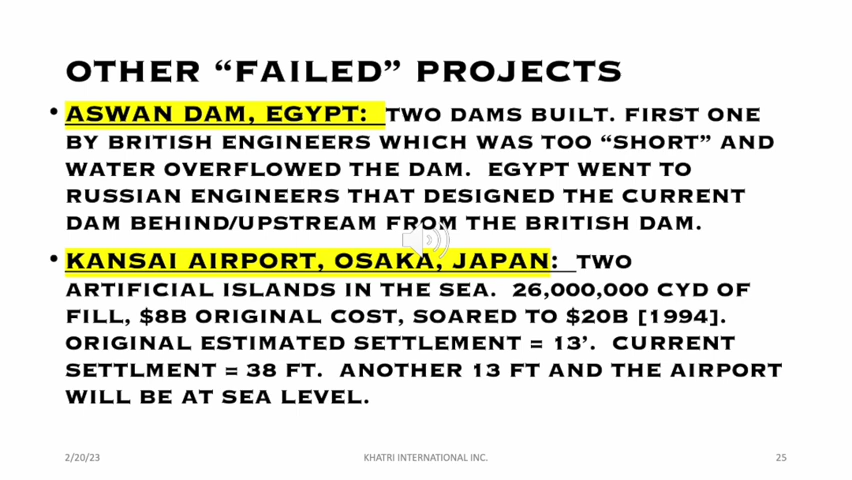 OTHER “FAILED” PROJECTS
• ASWAN DAM, EGYPT: TWO DAMS BUILT. FIRST ONE
BY BRITISH ENGINEERS WHICH WAS TOO “SHORT” AND
WATER OVERFLOWED THE DAM. EGYPT WENT TO
RUSSIAN ENGINEERS THAT DESIGNED THE CURRENT
DAM BEHIND/UPSTREAM FROM THE BRITISH DAM.
• KANSAI AIRPORT, OSAKA, JAPAN: TWO
ARTIFICIAL ISLANDS IN THE SEA. 26,000,000 CYD OF
FILL, $8B ORIGINAL COST, SOARED TO $20B [1994].
ORIGINAL ESTIMATED SETTLEMENT = 13’. CURRENT
SETTLMENT = 38 FT. ANOTHER 13 FT AND THE AIRPORT
WILL BE AT SEA LEVEL.
2/20/23 KHATRI INTERNATIONAL INC. 25